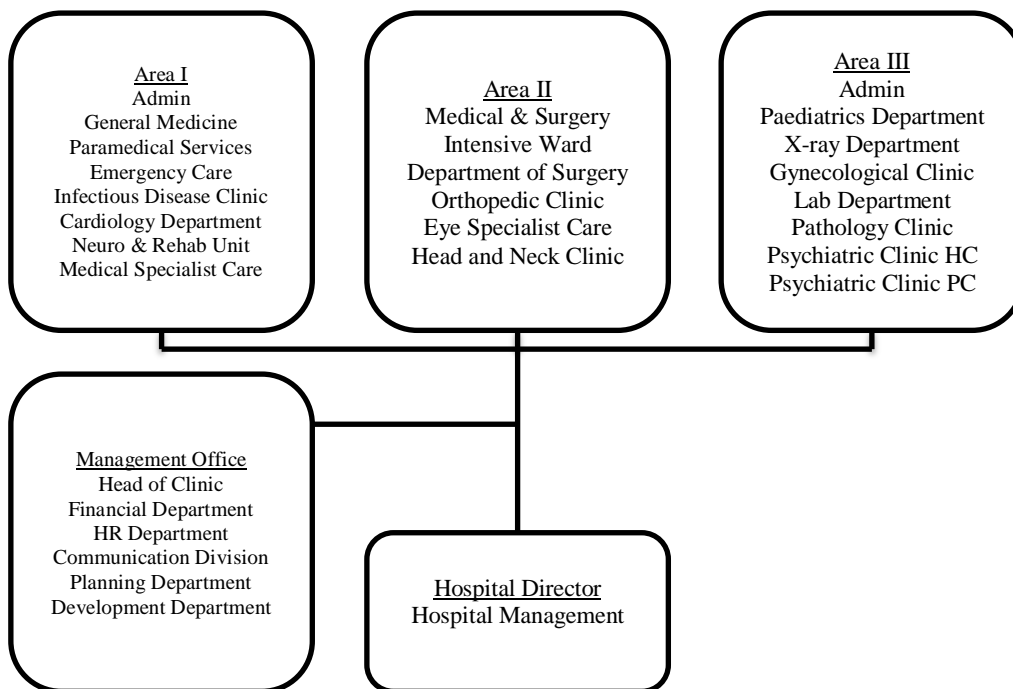 Area I
Admin
General Medicine
Paramedical Services
Emergency Care
Infectious Disease Clinic
Cardiology Department
Neuro & Rehab Unit
Medical Specialist Care
Area II
Medical & Surgery
Intensive Ward
Department of Surgery
Orthopedic Clinic
Eye Specialist Care
Head and Neck Clinic
Area III
Admin
Paediatrics Department
X-ray Department
Gynecological Clinic
Lab Department
Pathology Clinic
Psychiatric Clinic HC
Psychiatric Clinic PC
Management Office
Head of Clinic
Financial Department
HR Department
Communication Division
Planning Department
Development Department
Hospital Director
Hospital Management